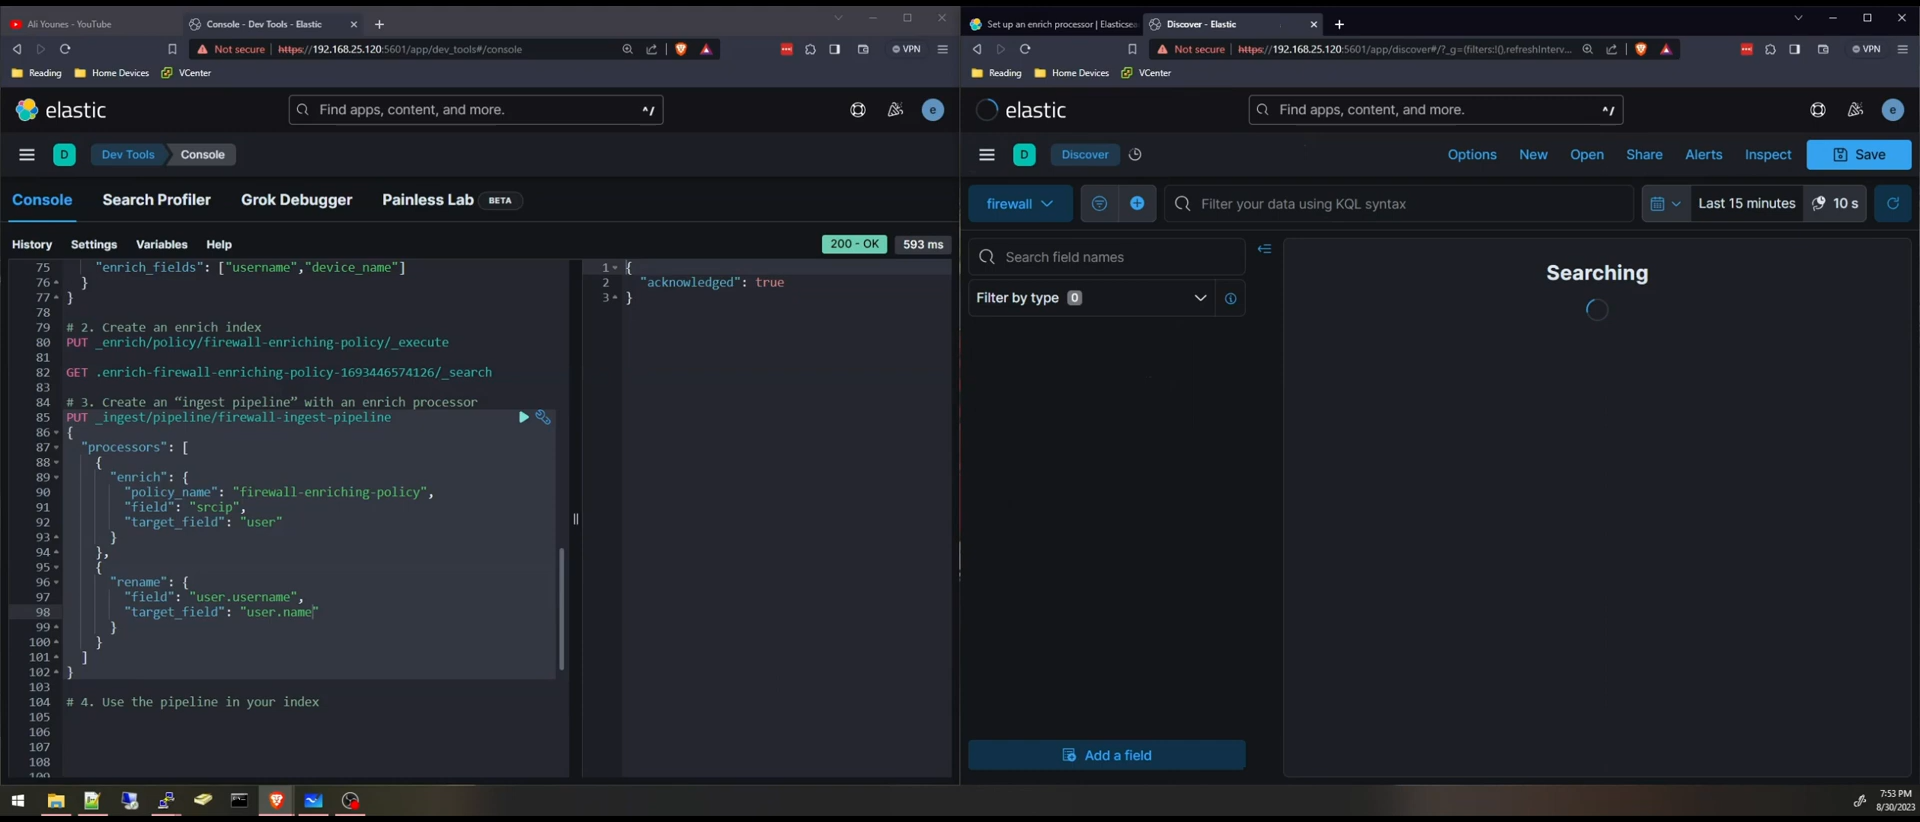 Ali Younes - YouTube
Console - Dev Tools - Elastic
Not secure
https://192.168.25.120:5601/app/dev_tools#/console
VPN
Reading
Home Devices
VCenter
elastic
Find apps, content, and more.
^/
e
D
Dev Tools
Console
Console
Search Profiler
Grok Debugger
Painless Lab
BETA
History
Settings
Variables
Help
200 - OK
593 ms
75 "enrich_fields": ["username","device_name"]
76 }
77 }
78
79 # 2. Create an enrich index
80 PUT _enrich/policy/firewall-enriching-policy/_execute
81
82 GET .enrich-firewall-enriching-policy-1693446574126/_search
83
84 # 3. Create an “ingest pipeline” with an enrich processor
85 PUT _ingest/pipeline/firewall-ingest-pipeline
86 {
87 "processors": [
88 {
89 "enrich": {
90 "policy_name": "firewall-enriching-policy",
91 "field": "srcip",
92 "target_field": "user"
93 }
94 },
95 {
96 "rename": {
97 "field": "user.username",
98 "target_field": "user.name"
99 }
100 }
101 ]
102 }
103
104 # 4. Use the pipeline in your index
105
106
107
108
109
1 {
2 "acknowledged": true
3 }
Set up an enrich processor | Elasticsea
Discover - Elastic
Not secure
https://192.168.25.120:5601/app/discover#/?_g=(filters:!(),refreshInterv...
VPN
Reading
Home Devices
VCenter
elastic
Find apps, content, and more.
^/
e
D
Discover
Options
New
Open
Share
Alerts
Inspect
Save
firewall
Filter your data using KQL syntax
Last 15 minutes
10 s
Search field names
Filter by type 0
Searching
Add a field
7:53 PM
8/30/2023